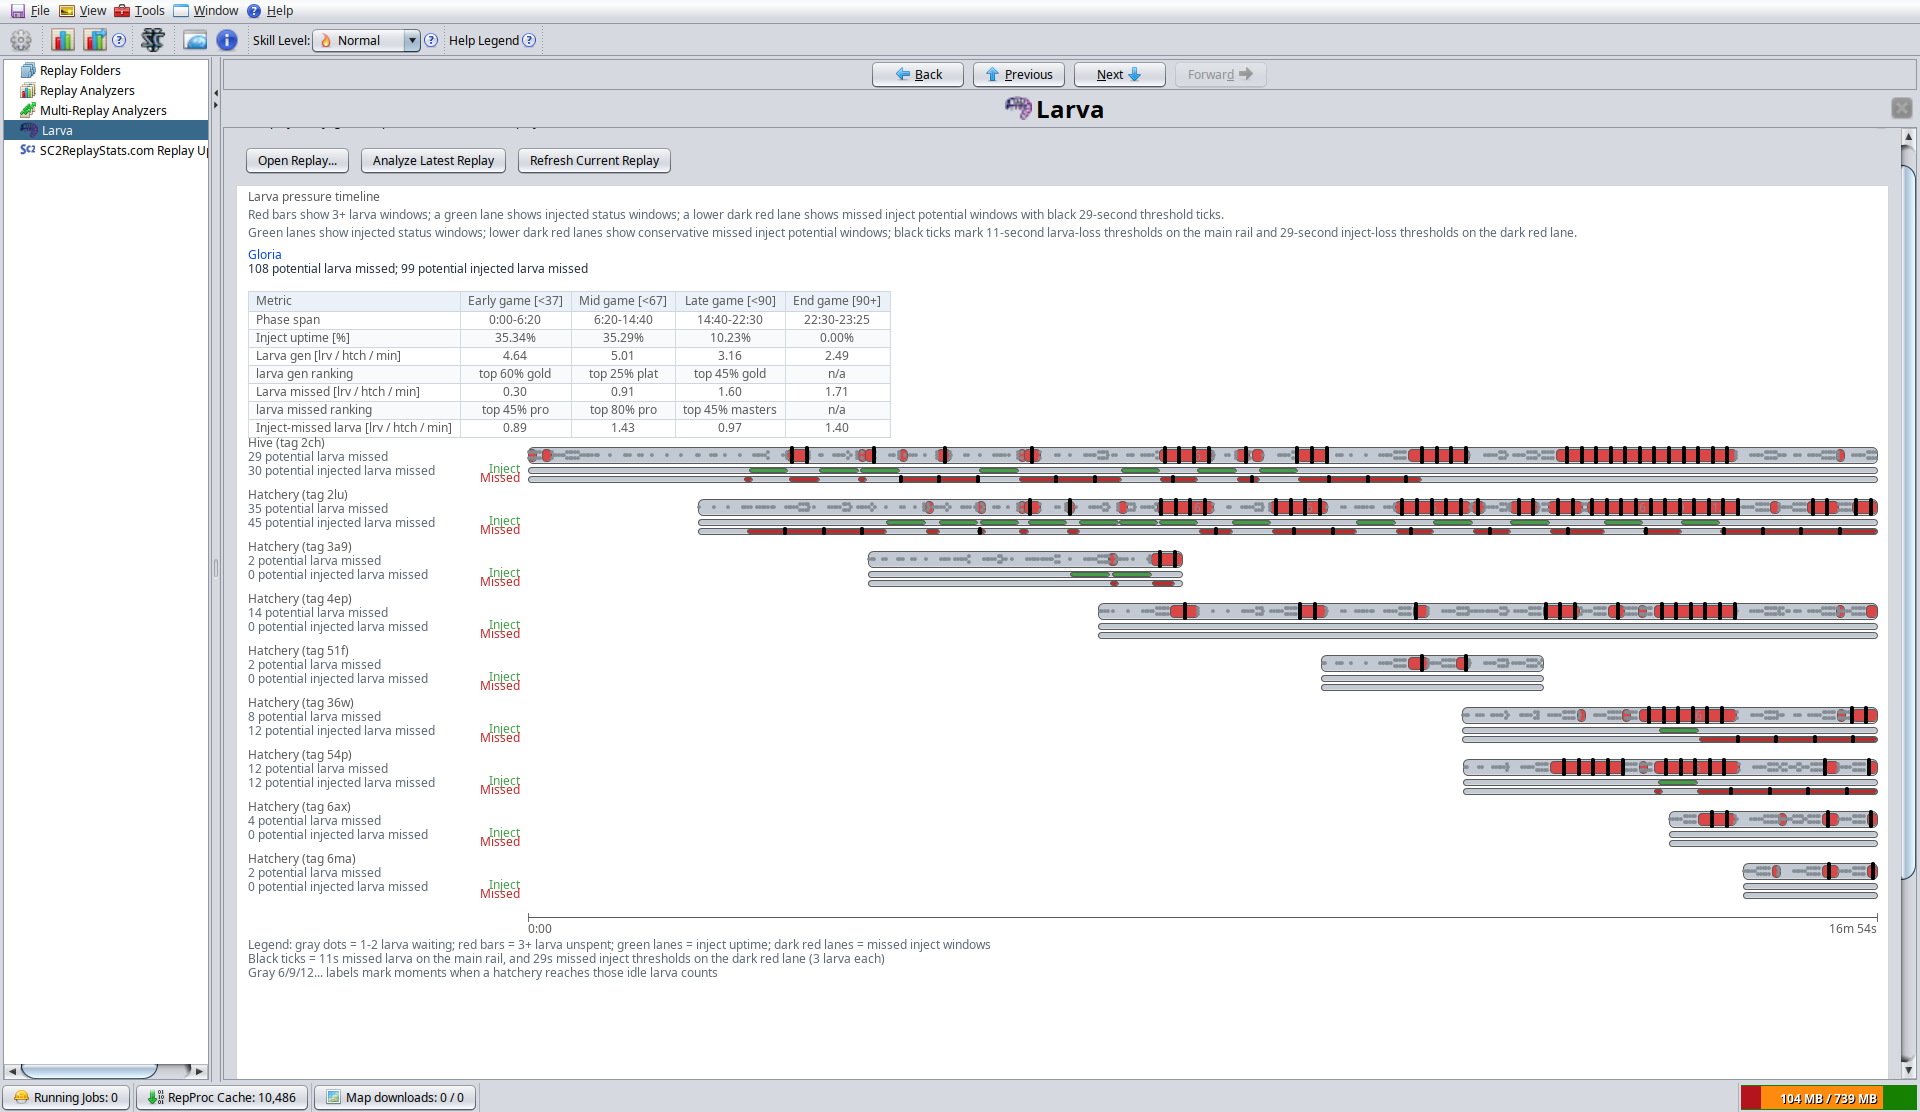 File View Tools Window Help
Skill Level: Normal Help Legend
Replay Folders
Replay Analyzers
Multi-Replay Analyzers
Larva
SC2ReplayStats.com Replay
Back Previous Next Forward
Larva
Open Replay... Analyze Latest Replay Refresh Current Replay
Larva pressure timeline
Red bars show 3+ larva windows; a green lane shows injected status windows; a lower dark red lane shows missed inject potential windows with black 29-second threshold ticks.
Green lanes show injected status windows; lower dark red lanes show conservative missed inject potential windows; black ticks mark 11-second larva-loss thresholds on the main rail and 29-second inject-loss thresholds on the dark red lane.
Gloria
108 potential larva missed; 99 potential injected larva missed
Metric Early game [<37] Mid game [<67] Late game [<90] End game [90+]
Phase span 0:00-6:20 6:20-14:40 14:40-22:30 22:30-23:25
Inject uptime [%] 35.34% 35.29% 10.23% 0.00%
Larva gen [lrv / htch / min] 4.64 5.01 3.16 2.49
larva gen ranking top 60% gold top 25% plat top 45% gold n/a
Larva missed [lrv / htch / min] 0.30 0.91 1.60 1.71
larva missed ranking top 45% pro top 80% pro top 45% masters n/a
Inject-missed larva [lrv / htch / min] 0.89 1.43 0.97 1.40
Hive (tag 2ch)
29 potential larva missed
30 potential injected larva missed Inject
Missed
Hatchery (tag 2lu)
35 potential larva missed
45 potential injected larva missed Inject
Missed
Hatchery (tag 3a9)
2 potential larva missed
0 potential injected larva missed Inject
Missed
Hatchery (tag 4ep)
14 potential larva missed
0 potential injected larva missed Inject
Missed
Hatchery (tag 51f)
2 potential larva missed
0 potential injected larva missed Inject
Missed
Hatchery (tag 36w)
8 potential larva missed
12 potential injected larva missed Inject
Missed
Hatchery (tag 54p)
12 potential larva missed
12 potential injected larva missed Inject
Missed
Hatchery (tag 6ax)
4 potential larva missed
0 potential injected larva missed Inject
Missed
Hatchery (tag 6ma)
2 potential larva missed
0 potential injected larva missed Inject
Missed
0:00 16m 54s
Legend: gray dots = 1-2 larva waiting; red bars = 3+ larva unspent; green lanes = inject uptime; dark red lanes = missed inject windows
Black ticks = 11s missed larva on the main rail, and 29s missed inject thresholds on the dark red lane (3 larva each)
Gray 6/9/12... labels mark moments when a hatchery reaches those idle larva counts
Running Jobs: 0 RepProc Cache: 10,486 Map downloads: 0 / 0 104 MB / 739 MB